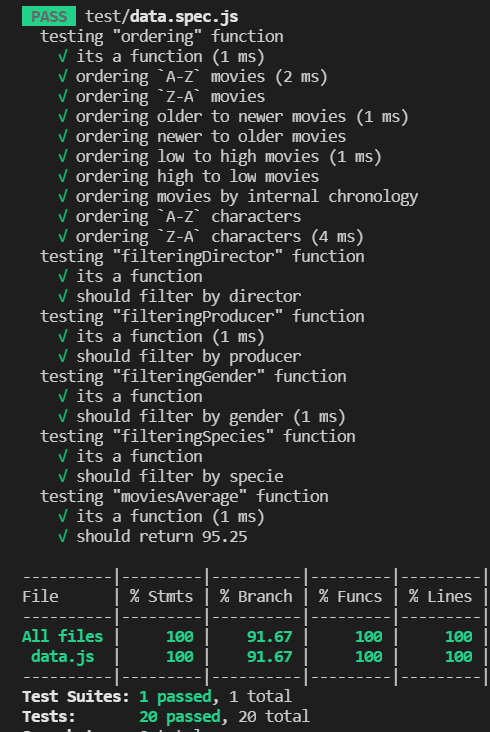 PASS test/data.spec.js
testing "ordering" function
√ its a function (1 ms)
√ ordering `A-Z` movies (2 ms)
√ ordering `Z-A` movies
√ ordering older to newer movies (1 ms)
√ ordering newer to older movies
√ ordering low to high movies (1 ms)
√ ordering high to low movies
√ ordering movies by internal chronology
√ ordering `A-Z` characters
√ ordering `Z-A` characters (4 ms)
testing "filteringDirector" function
√ its a function
√ should filter by director
testing "filteringProducer" function
√ its a function (1 ms)
√ should filter by producer
testing "filteringGender" function
√ its a function
√ should filter by gender (1 ms)
testing "filteringSpecies" function
√ its a function
√ should filter by specie
testing "moviesAverage" function
√ its a function (1 ms)
√ should return 95.25
----------|---------|----------|---------|---------|
File | % Stmts | % Branch | % Funcs | % Lines |
----------|---------|----------|---------|---------|
All files | 100 | 91.67 | 100 | 100 |
data.js | 100 | 91.67 | 100 | 100 |
----------|---------|----------|---------|---------|
Test Suites: 1 passed, 1 total
Tests: 20 passed, 20 total